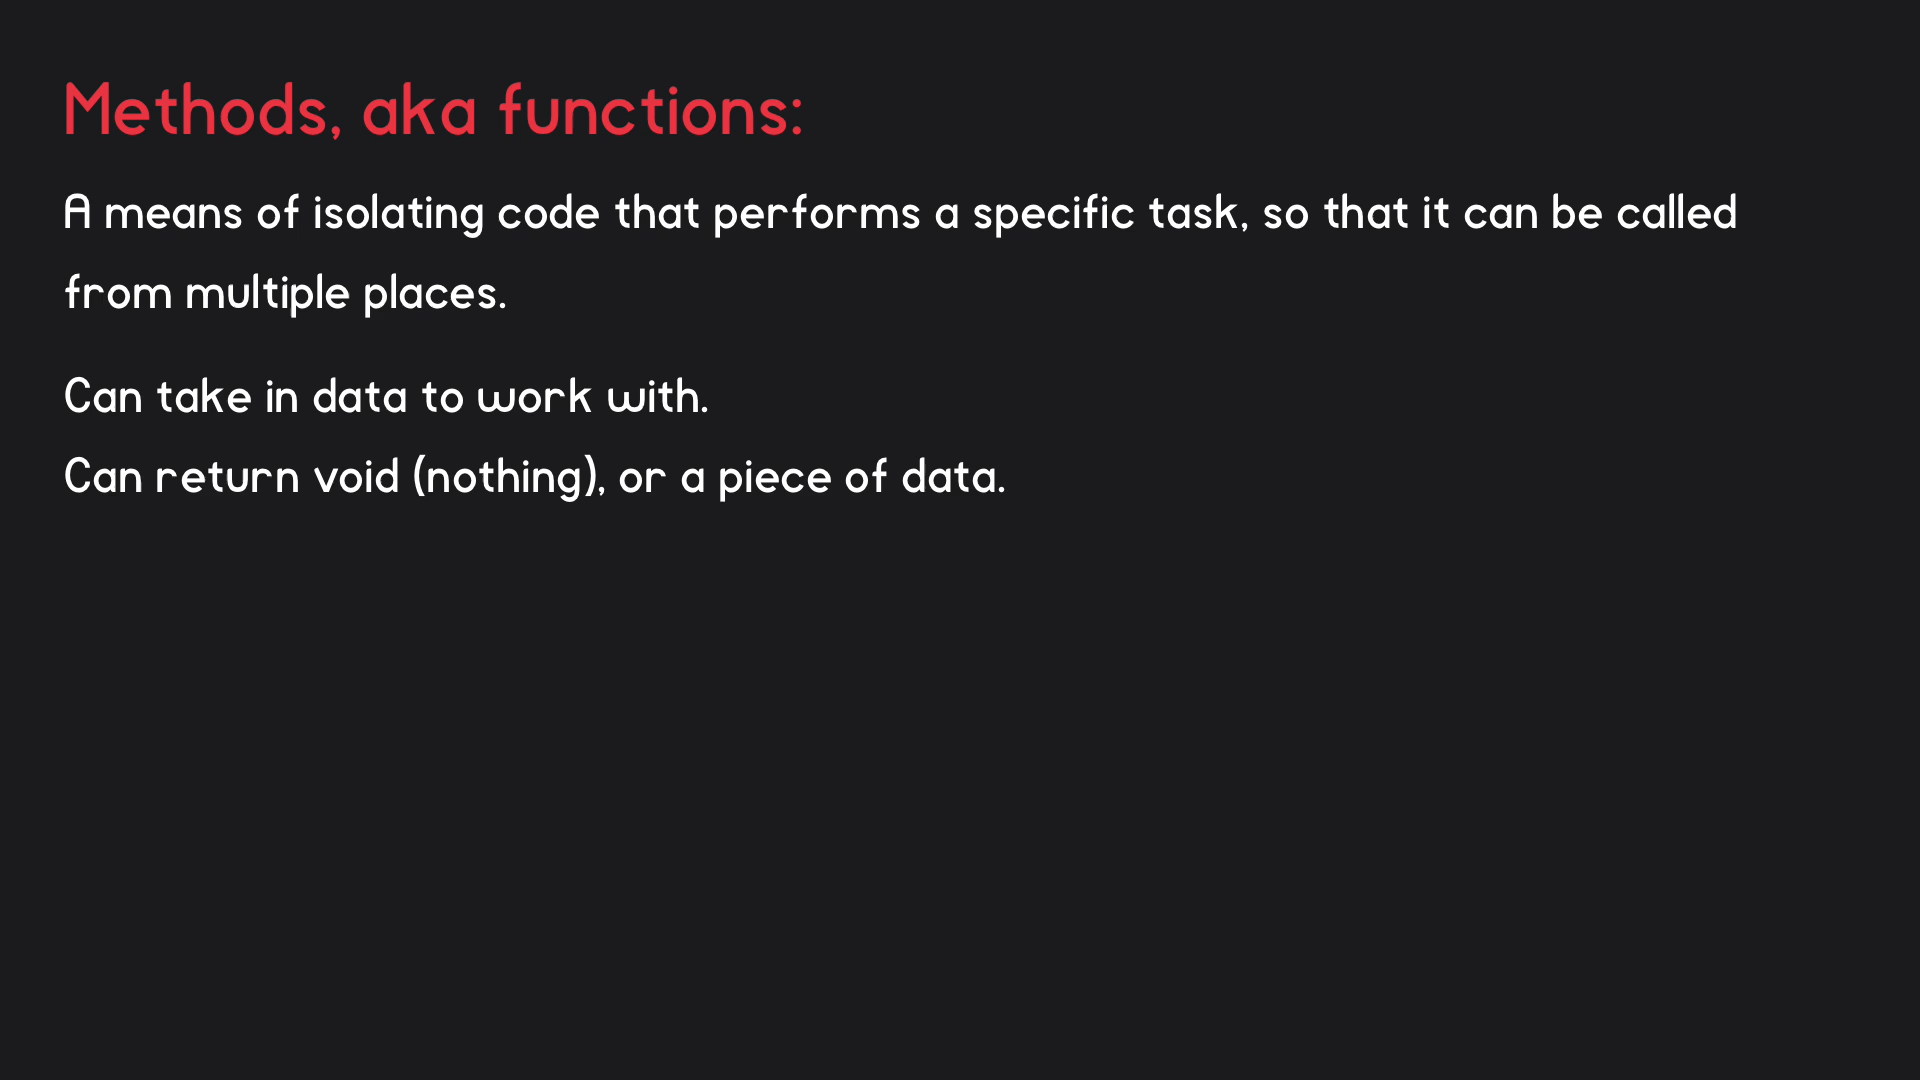 Methods, aka functions:
A means of isolating code that performs a specific task, so that it can be called
from multiple places.
Can take in data to work with.
Can return void (nothing), or a piece of data.